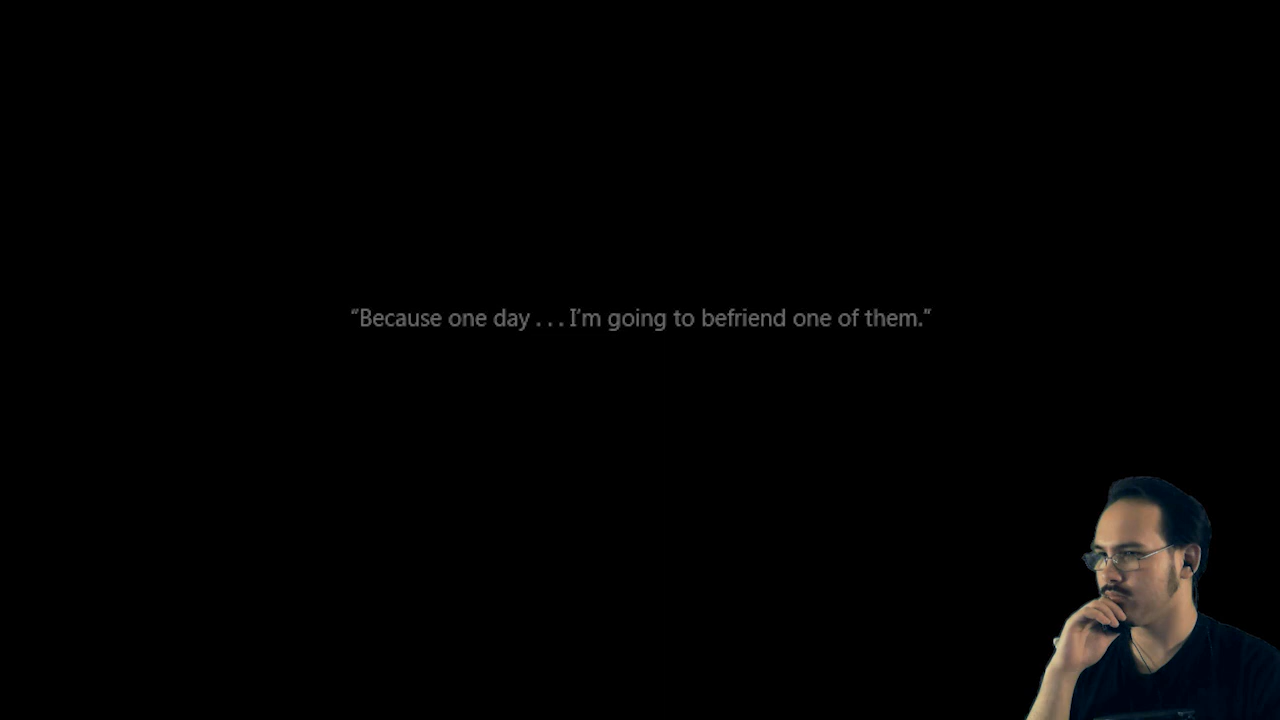 “Because one day . . . I’m going to befriend one of them.”